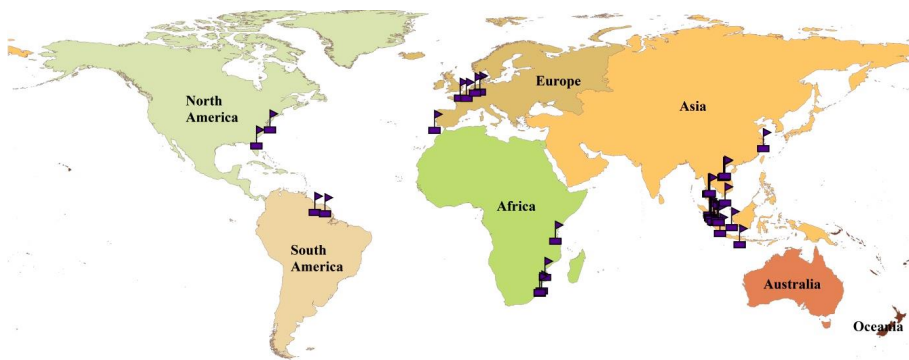 North
America
Europe
Asia
Africa
South
America
Australia
Oceania